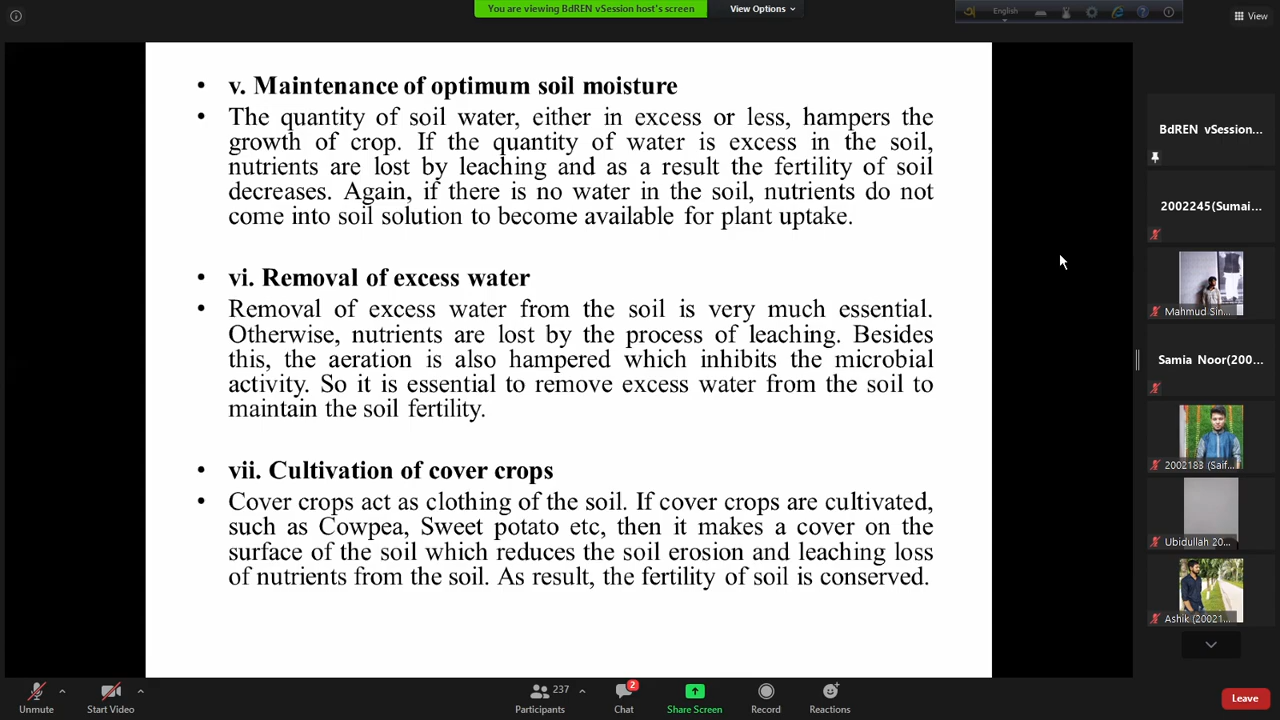 You are viewing BdREN vSession host's screen
View Options
English
View
• v. Maintenance of optimum soil moisture
• The quantity of soil water, either in excess or less, hampers the
growth of crop. If the quantity of water is excess in the soil,
nutrients are lost by leaching and as a result the fertility of soil
decreases. Again, if there is no water in the soil, nutrients do not
come into soil solution to become available for plant uptake.
• vi. Removal of excess water
• Removal of excess water from the soil is very much essential.
Otherwise, nutrients are lost by the process of leaching. Besides
this, the aeration is also hampered which inhibits the microbial
activity. So it is essential to remove excess water from the soil to
maintain the soil fertility.
• vii. Cultivation of cover crops
• Cover crops act as clothing of the soil. If cover crops are cultivated,
such as Cowpea, Sweet potato etc, then it makes a cover on the
surface of the soil which reduces the soil erosion and leaching loss
of nutrients from the soil. As result, the fertility of soil is conserved.
BdREN vSession...
2002245(Sumai...
Mahmud Sin...
Samia Noor(200...
2002183 (Saif...
Ubidullah 20...
Ashik (20021...
Unmute
Start Video
237
Participants
2
Chat
Share Screen
Record
Reactions
Leave